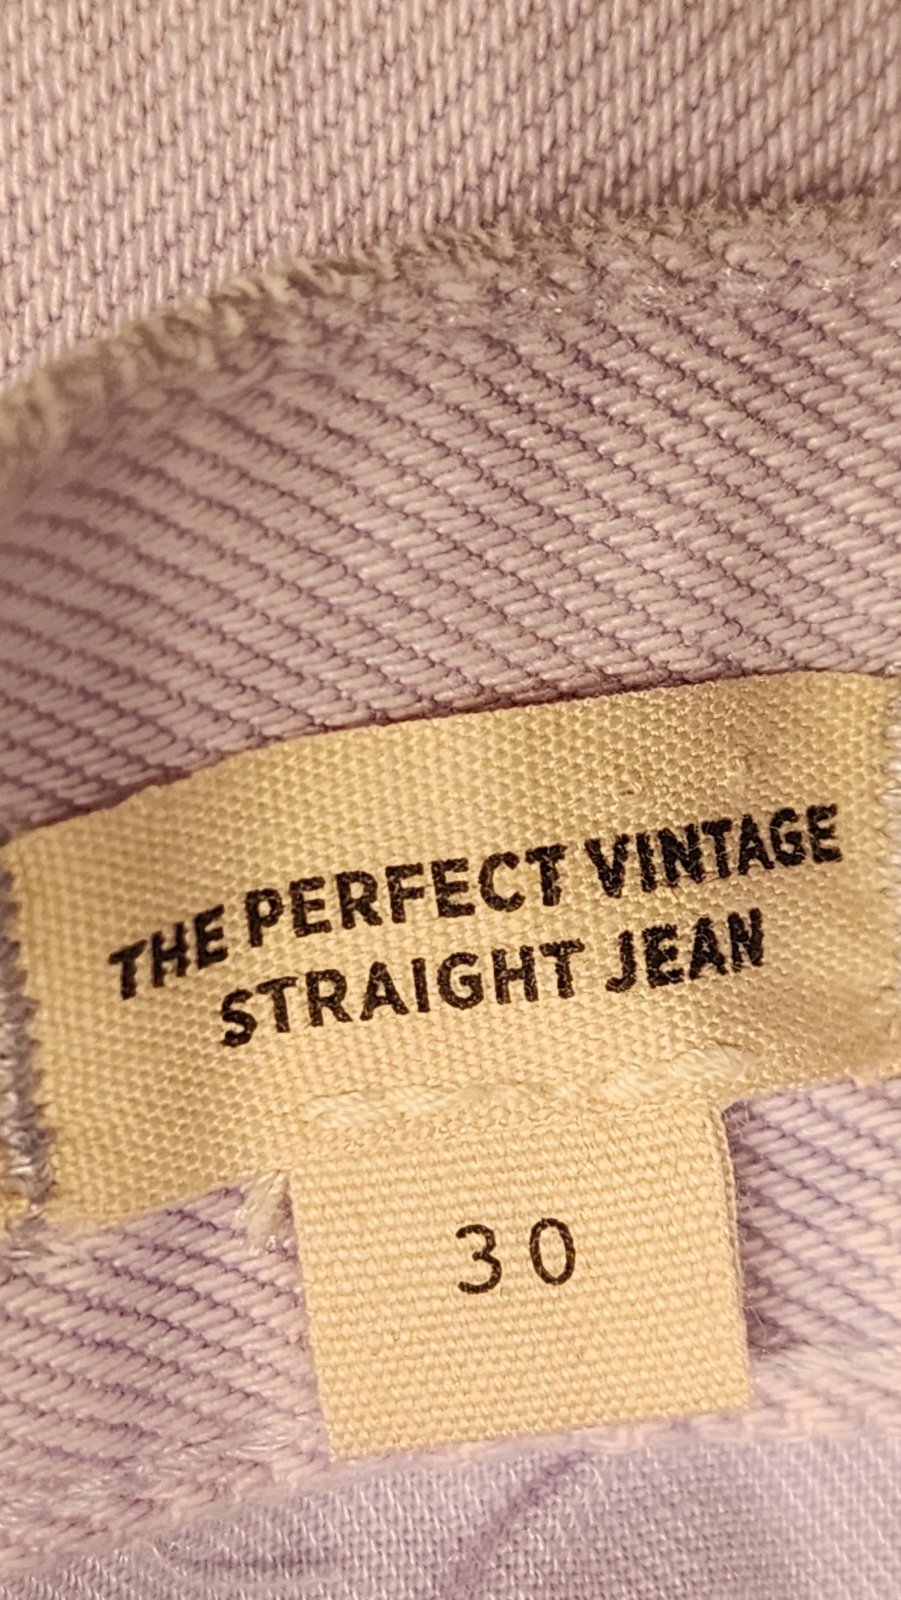 THE PERFECT VINTAGE
STRAIGHT JEAN
30